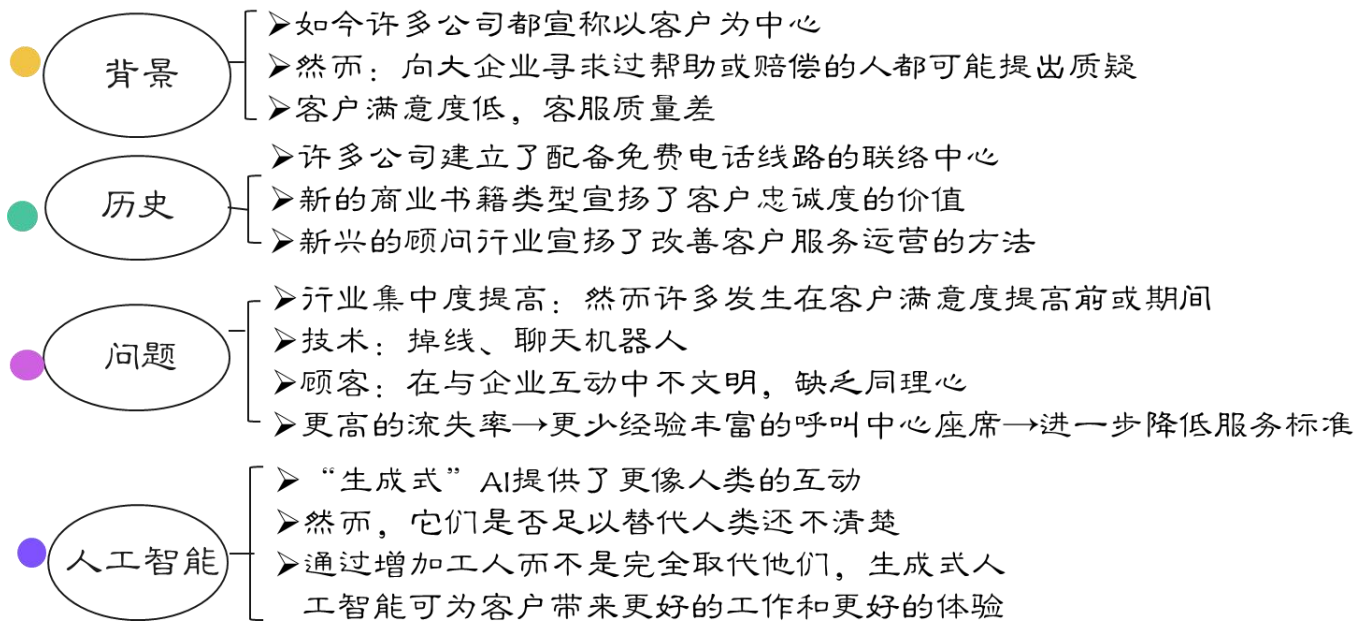 背景
➤如今许多公司都宣称以客户为中心
➤然而：向大企业寻求过帮助或赔偿的人都可能提出质疑
➤客户满意度低，客服质量差
历史
➤许多公司建立了配备免费电话线路的联络中心
➤新的商业书籍类型宣扬了客户忠诚度的价值
➤新兴的顾问行业宣扬了改善客户服务运营的方法
问题
➤行业集中度提高：然而许多发生在客户满意度提高前或期间
➤技术：掉线、聊天机器人
➤顾客：在与企业互动中不文明，缺乏同理心
➤更高的流失率→更少经验丰富的呼叫中心座席→进一步降低服务标准
人工智能
➤“生成式”AI提供了更像人类的互动
➤然而，它们是否足以替代人类还不清楚
➤通过增加工人而不是完全取代他们，生成式人
工智能可为客户带来更好的工作和更好的体验